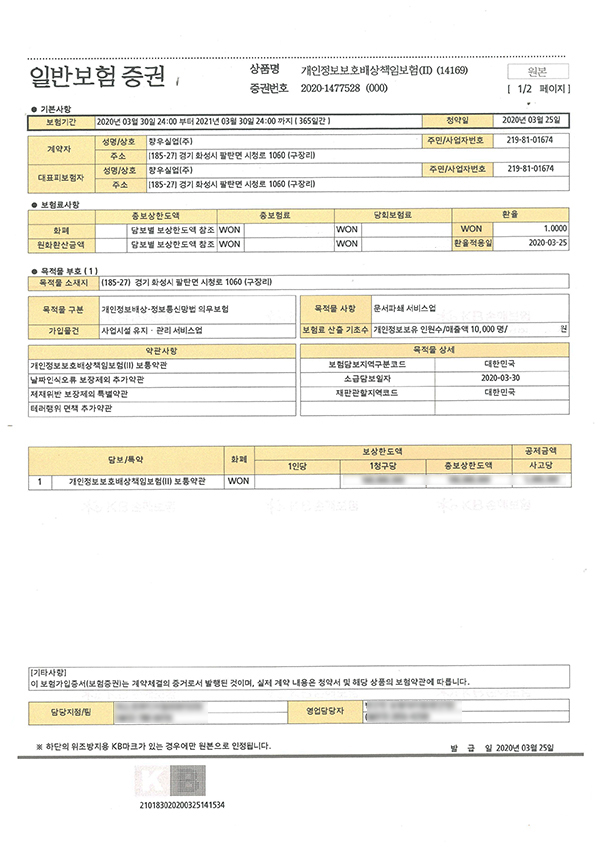 일반보험 증권
상품명 개인정보보호배상책임보험(II) (14169)
원본
증권번호 2020-1477528 (000)
[ 1/2 페이지 ]
● 기본사항
보험기간 2020년 03월 30일 24:00 부터 2021년 03월 30일 24:00 까지 ( 365일간 ) 청약일 2020년 03월 25일
계약자 성명/상호 향우실업(주) 주민/사업자번호 219-81-01674
주소 (185-27) 경기 화성시 팔탄면 시청로 1060 (구장리)
대표피보험자 성명/상호 향우실업(주) 주민/사업자번호 219-81-01674
주소 (185-27) 경기 화성시 팔탄면 시청로 1060 (구장리)
● 보험료사항
총보상한도액 총보험료 당회보험료 환율
화폐 담보별 보상한도액 참조 WON WON WON 1.0000
원화환산금액 담보별 보상한도액 참조 WON WON 환율적용일 2020-03-25
● 목적물 부호 ( 1 )
목적물 소재지 (185-27) 경기 화성시 팔탄면 시청로 1060 (구장리)
목적물 구분 개인정보배상-정보통신망법 의무보험 목적물 사항 문서파쇄 서비스업
가입물건 사업시설 유지ㆍ관리 서비스업 보험료 산출 기초수 개인정보보유 인원수/매출액 10,000 명/ 원
약관사항 목적물 상세
개인정보보호배상책임보험(II) 보통약관 보험담보지역구분코드 대한민국
날짜인식오류 보장제외 추가약관 소급담보일자 2020-03-30
제재위반 보장제외 특별약관 재판관할지역코드 대한민국
테러행위 면책 추가약관
담보/특약 화폐 보상한도액 공제금액
1인당 1청구당 총보상한도액 사고당
1 개인정보보호배상책임보험(II) 보통약관 WON
[기타사항]
이 보험가입증서(보험증권)는 계약체결의 증거로서 발행된 것이며, 실제 계약 내용은 청약서 및 해당 상품의 보험약관에 따릅니다.
담당지점/팀 영업담당자
※ 하단의 위조방지용 KB마크가 있는 경우에만 원본으로 인정됩니다.
발 급 일 2020년 03월 25일
KB
21018302020032514153​4